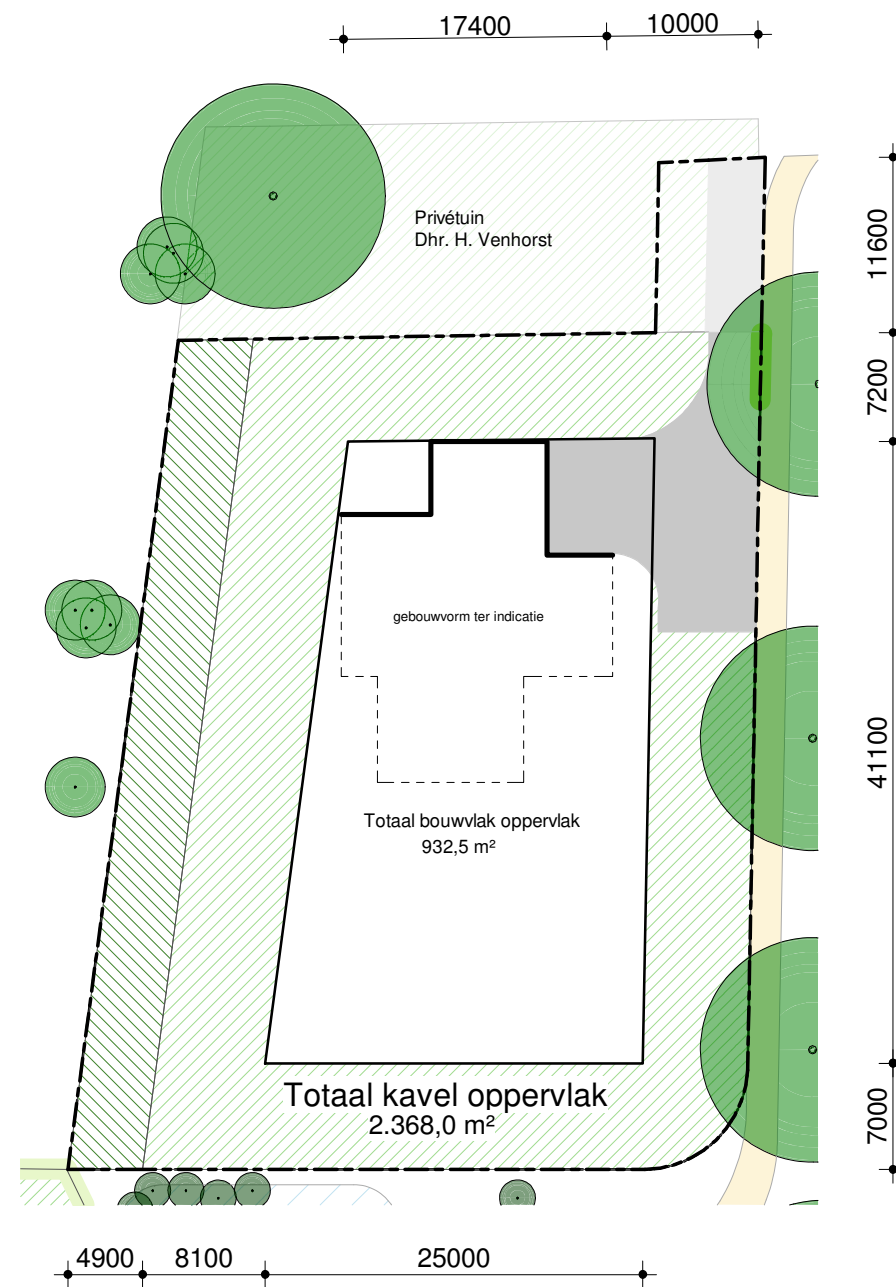 17400
10000
Privétuin
Dhr. H. Venhorst
11600
7200
gebouwvorm ter indicatie
41100
Totaal bouwvlak oppervlak
932,5 m²
Totaal kavel oppervlak
2.368,0 m²
7000
4900
8100
25000